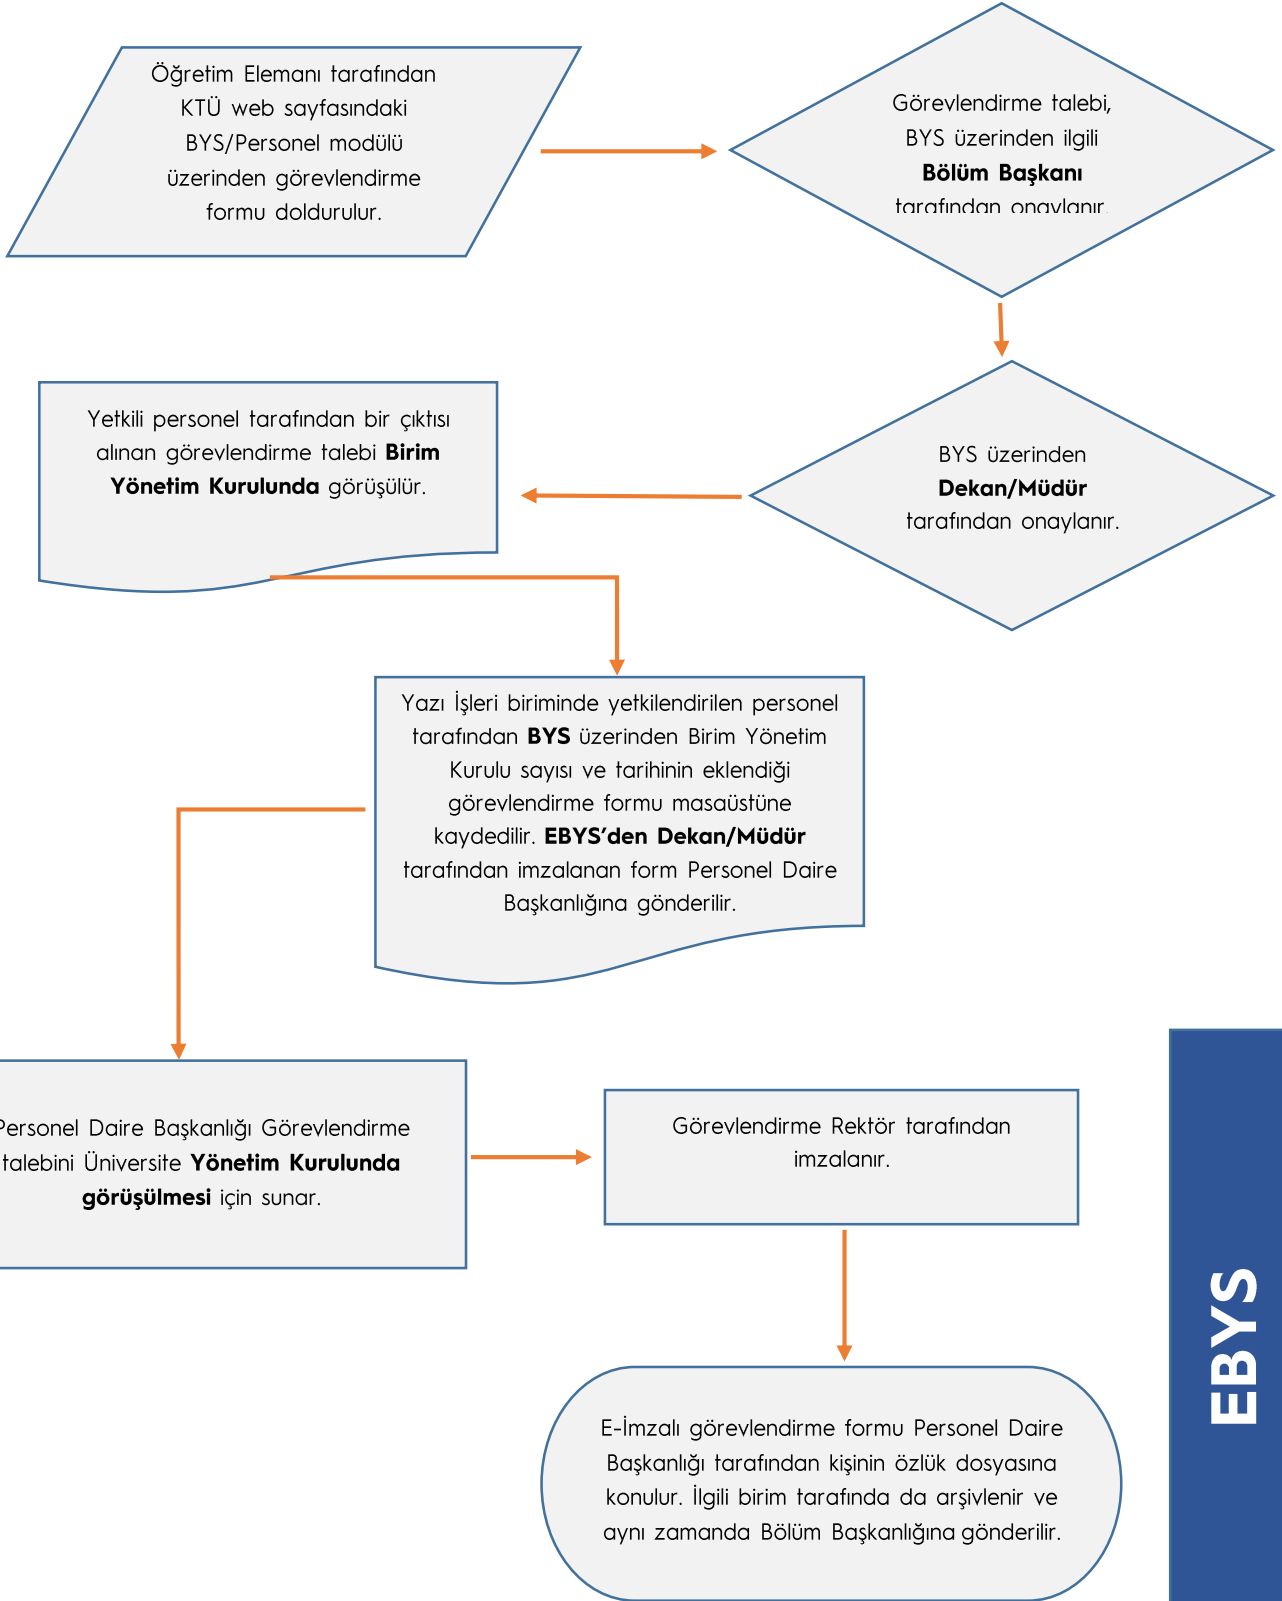 Öğretim Elemanı tarafından
KTÜ web sayfasındaki
BYS/Personel modülü
üzerinden görevlendirme
formu doldurulur.
Görevlendirme talebi,
BYS üzerinden ilgili
Bölüm Başkanı
tarafından onaylanır.
BYS üzerinden
Dekan/Müdür
tarafından onaylanır.
Yetkili personel tarafından bir çıktısı
alınan görevlendirme talebi Birim
Yönetim Kurulunda görüşülür.
Yazı İşleri biriminde yetkilendirilen personel
tarafından BYS üzerinden Birim Yönetim
Kurulu sayısı ve tarihinin eklendiği
görevlendirme formu masaüstüne
kaydedilir. EBYS’den Dekan/Müdür
tarafından imzalanan form Personel Daire
Başkanlığına gönderilir.
Personel Daire Başkanlığı Görevlendirme
talebini Üniversite Yönetim Kurulunda
görüşülmesi için sunar.
Görevlendirme Rektör tarafından
imzalanır.
E-İmzalı görevlendirme formu Personel Daire
Başkanlığı tarafından kişinin özlük dosyasına
konulur. İlgili birim tarafında da arşivlenir ve
aynı zamanda Bölüm Başkanlığına gönderilir.
EBYS